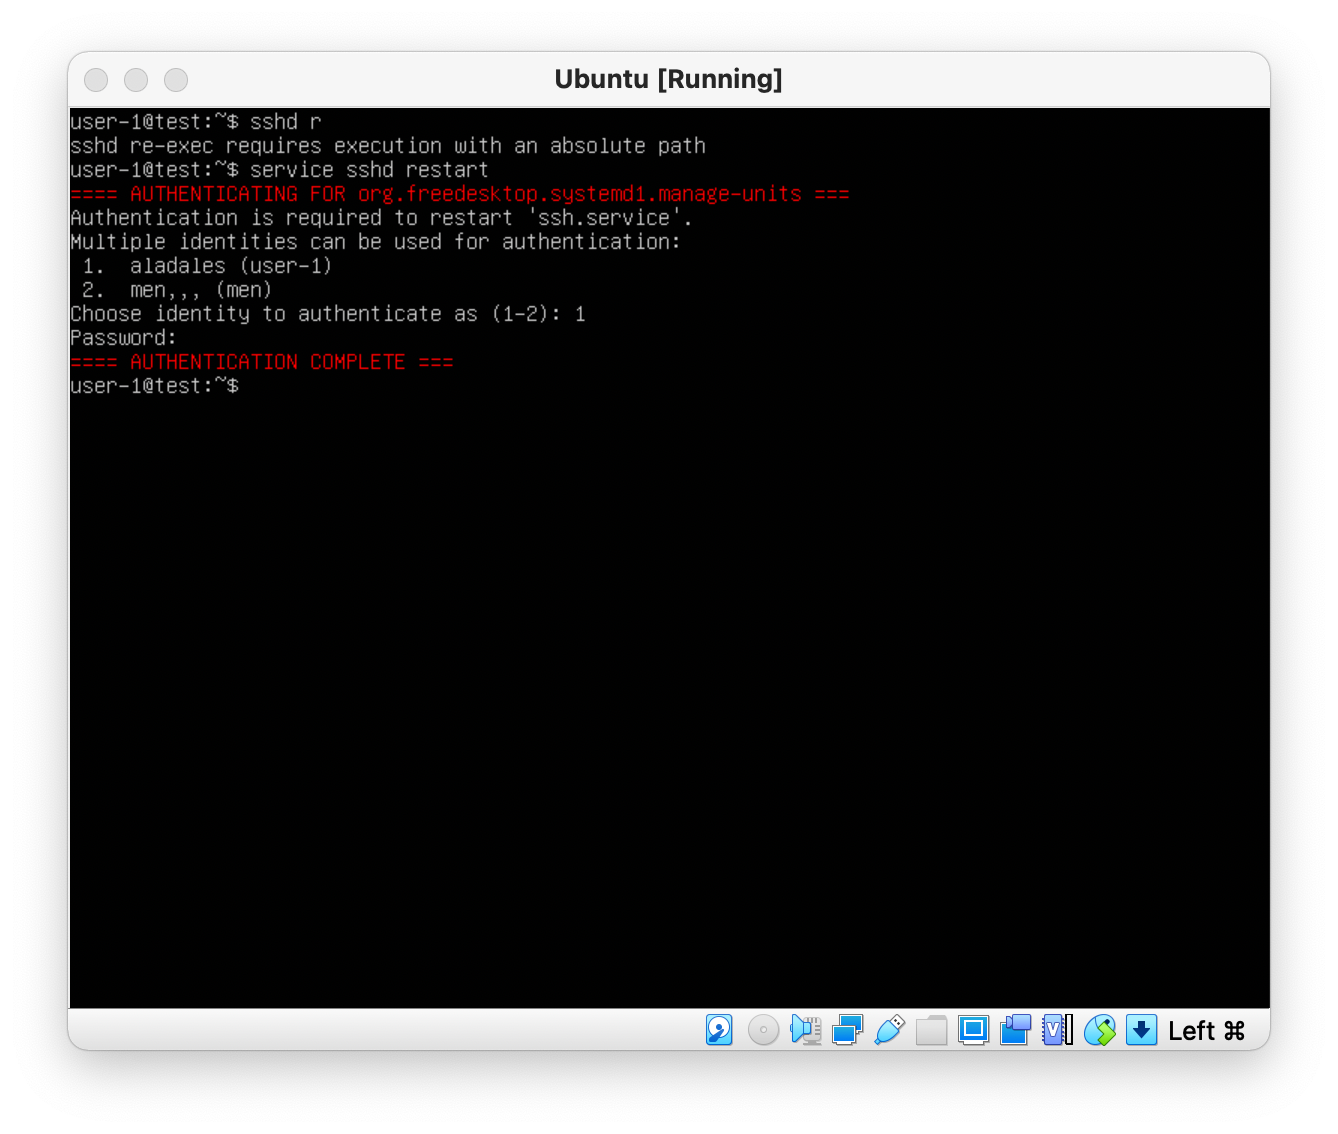 Ubuntu [Running]
user-1@test:~$ sshd r
sshd re-exec requires execution with an absolute path
user-1@test:~$ service sshd restart
==== AUTHENTICATING FOR org.freedesktop.systemd1.manage-units ===
Authentication is required to restart 'ssh.service'.
Multiple identities can be used for authentication:
 1.  aladales (user-1)
 2.  men,,, (men)
Choose identity to authenticate as (1-2): 1
Password:
==== AUTHENTICATION COMPLETE ===
user-1@test:~$
V
Left ⌘